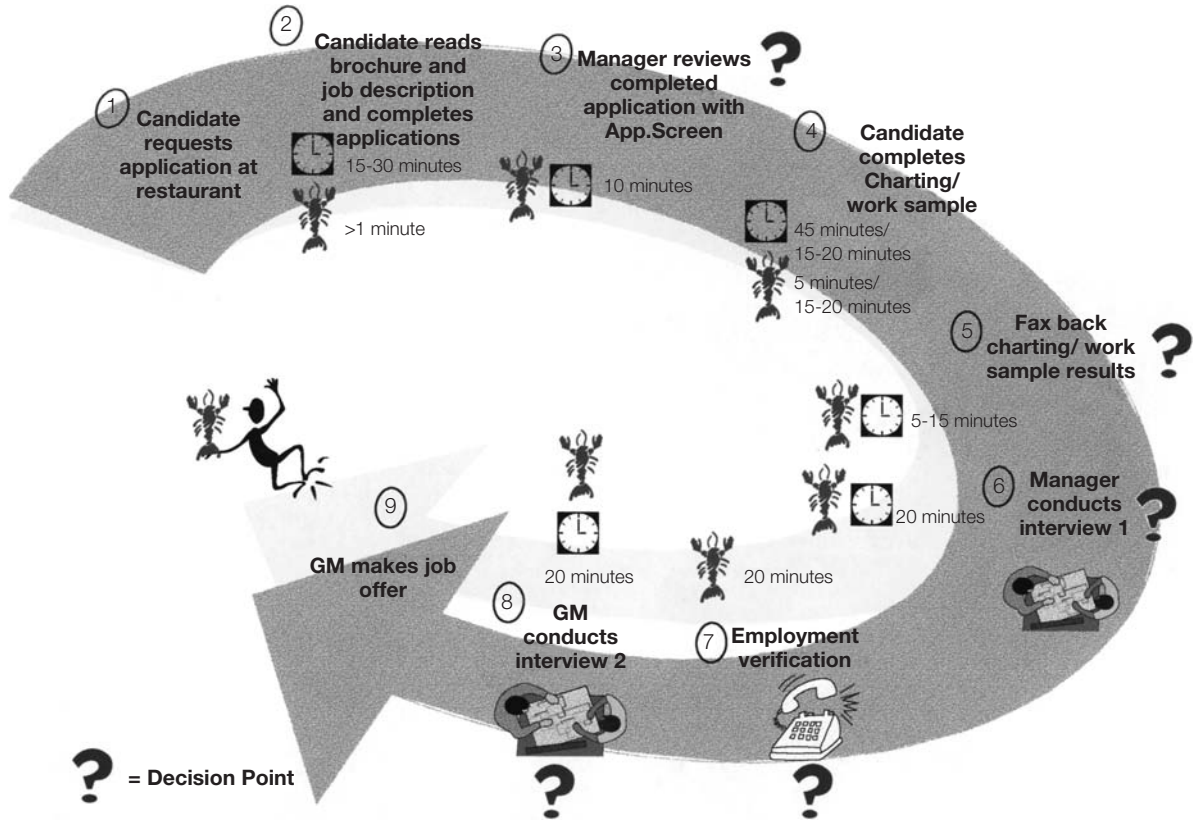 1
Candidate
requests
application at
restaurant
2
Candidate reads
brochure and
job description
and completes
applications
15-30 minutes
>1 minute
3
Manager reviews
completed
application with
App.Screen
?
10 minutes
4
Candidate
completes
Charting/
work sample
45 minutes/
15-20 minutes
5 minutes/
15-20 minutes
5
Fax back
charting/ work
sample results
?
5-15 minutes
6
Manager
conducts
interview 1
?
20 minutes
7
Employment
verification
?
20 minutes
8
GM
conducts
interview 2
?
20 minutes
9
GM makes job
offer
? = Decision Point